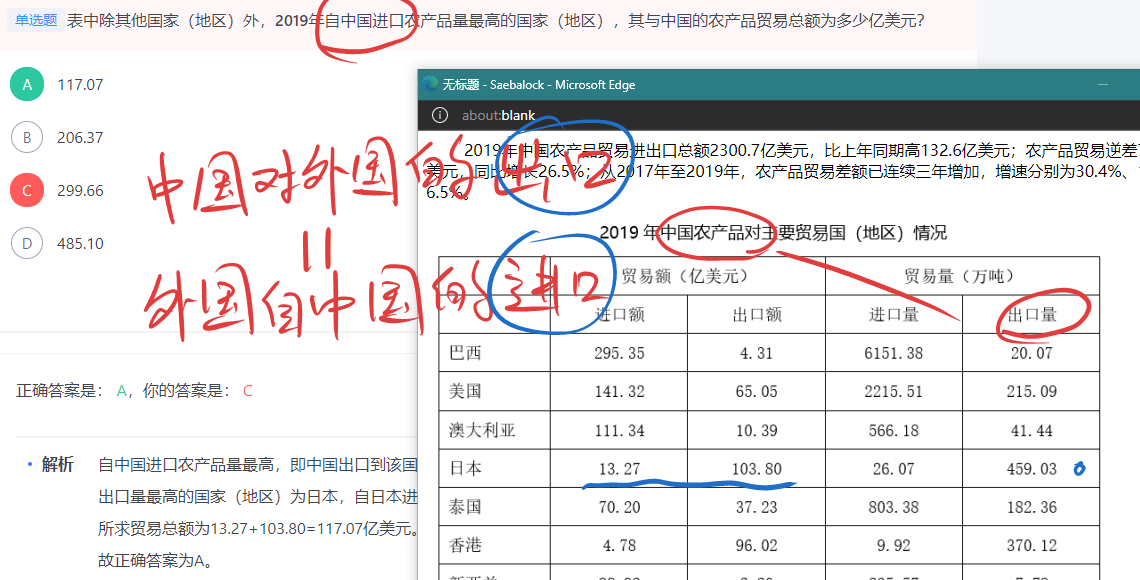 单选题 表中除其他国家（地区）外，2019年自中国进口农产品量最高的国家（地区），其与中国的农产品贸易总额为多少亿美元？
A 117.07
B 206.37
C 299.66
D 485.10
中国对外国的出口
=
外国自中国的进口
正确答案是： A，你的答案是： C
解析 自中国进口农产品量最高，即中国出口到该国
出口量最高的国家（地区）为日本，自日本进
所求贸易总额为13.27+103.80=117.07亿美元。
故正确答案为A。
无标题 - Saebalock - Microsoft Edge
about:blank
2019年中国农产品贸易进出口总额2300.7亿美元，比上年同期高132.6亿美元；农产品贸易逆差
美元，同比增长26.5%；从2017年至2019年，农产品贸易差额已连续三年增加，增速分别为30.4%、
6.5%。
2019 年中国农产品对主要贸易国（地区）情况
贸易额（亿美元） 贸易量（万吨）
进口额 出口额 进口量 出口量
巴西 295.35 4.31 6151.38 20.07
美国 141.32 65.05 2215.51 215.09
澳大利亚 111.34 10.39 566.18 41.44
日本 13.27 103.80 26.07 459.03
泰国 70.20 37.23 803.38 182.36
香港 4.78 96.02 9.92 370.12